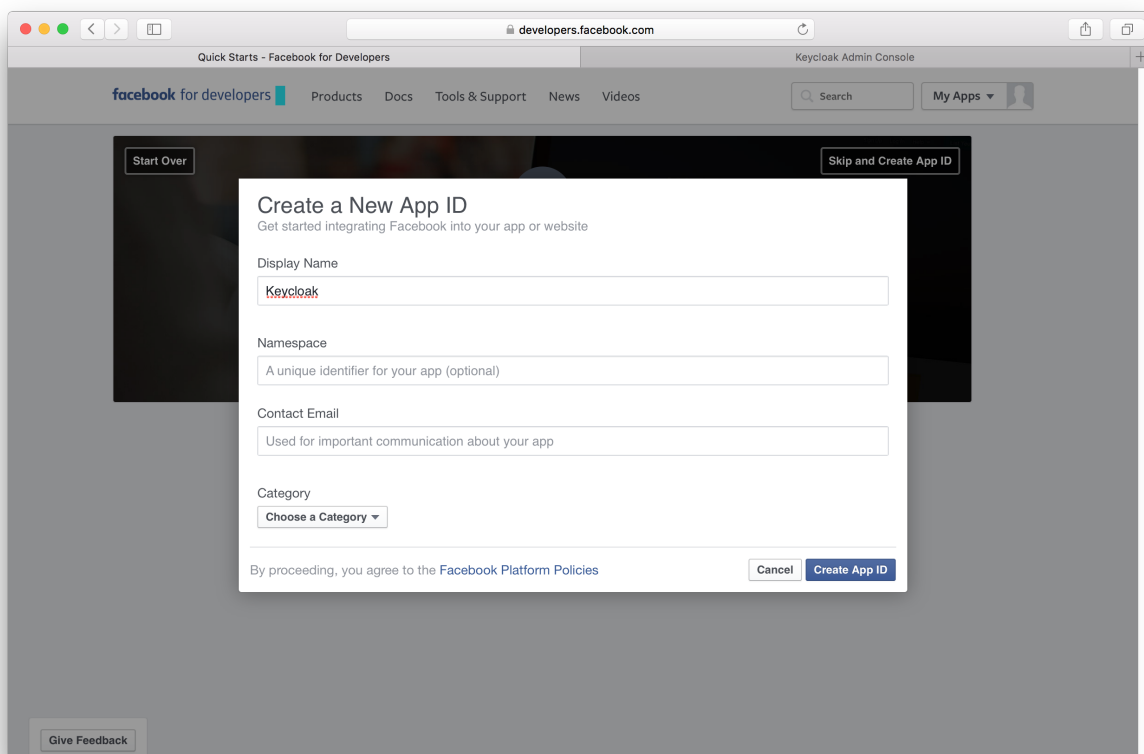 developers.facebook.com
Quick Starts - Facebook for Developers
Keycloak Admin Console
facebook for developers
Products
Docs
Tools & Support
News
Videos
Search
My Apps
Start Over
Skip and Create App ID
Create a New App ID
Get started integrating Facebook into your app or website
Display Name
Keycloak
Namespace
A unique identifier for your app (optional)
Contact Email
Used for important communication about your app
Category
Choose a Category
By proceeding, you agree to the Facebook Platform Policies
Cancel
Create App ID
Give Feedback